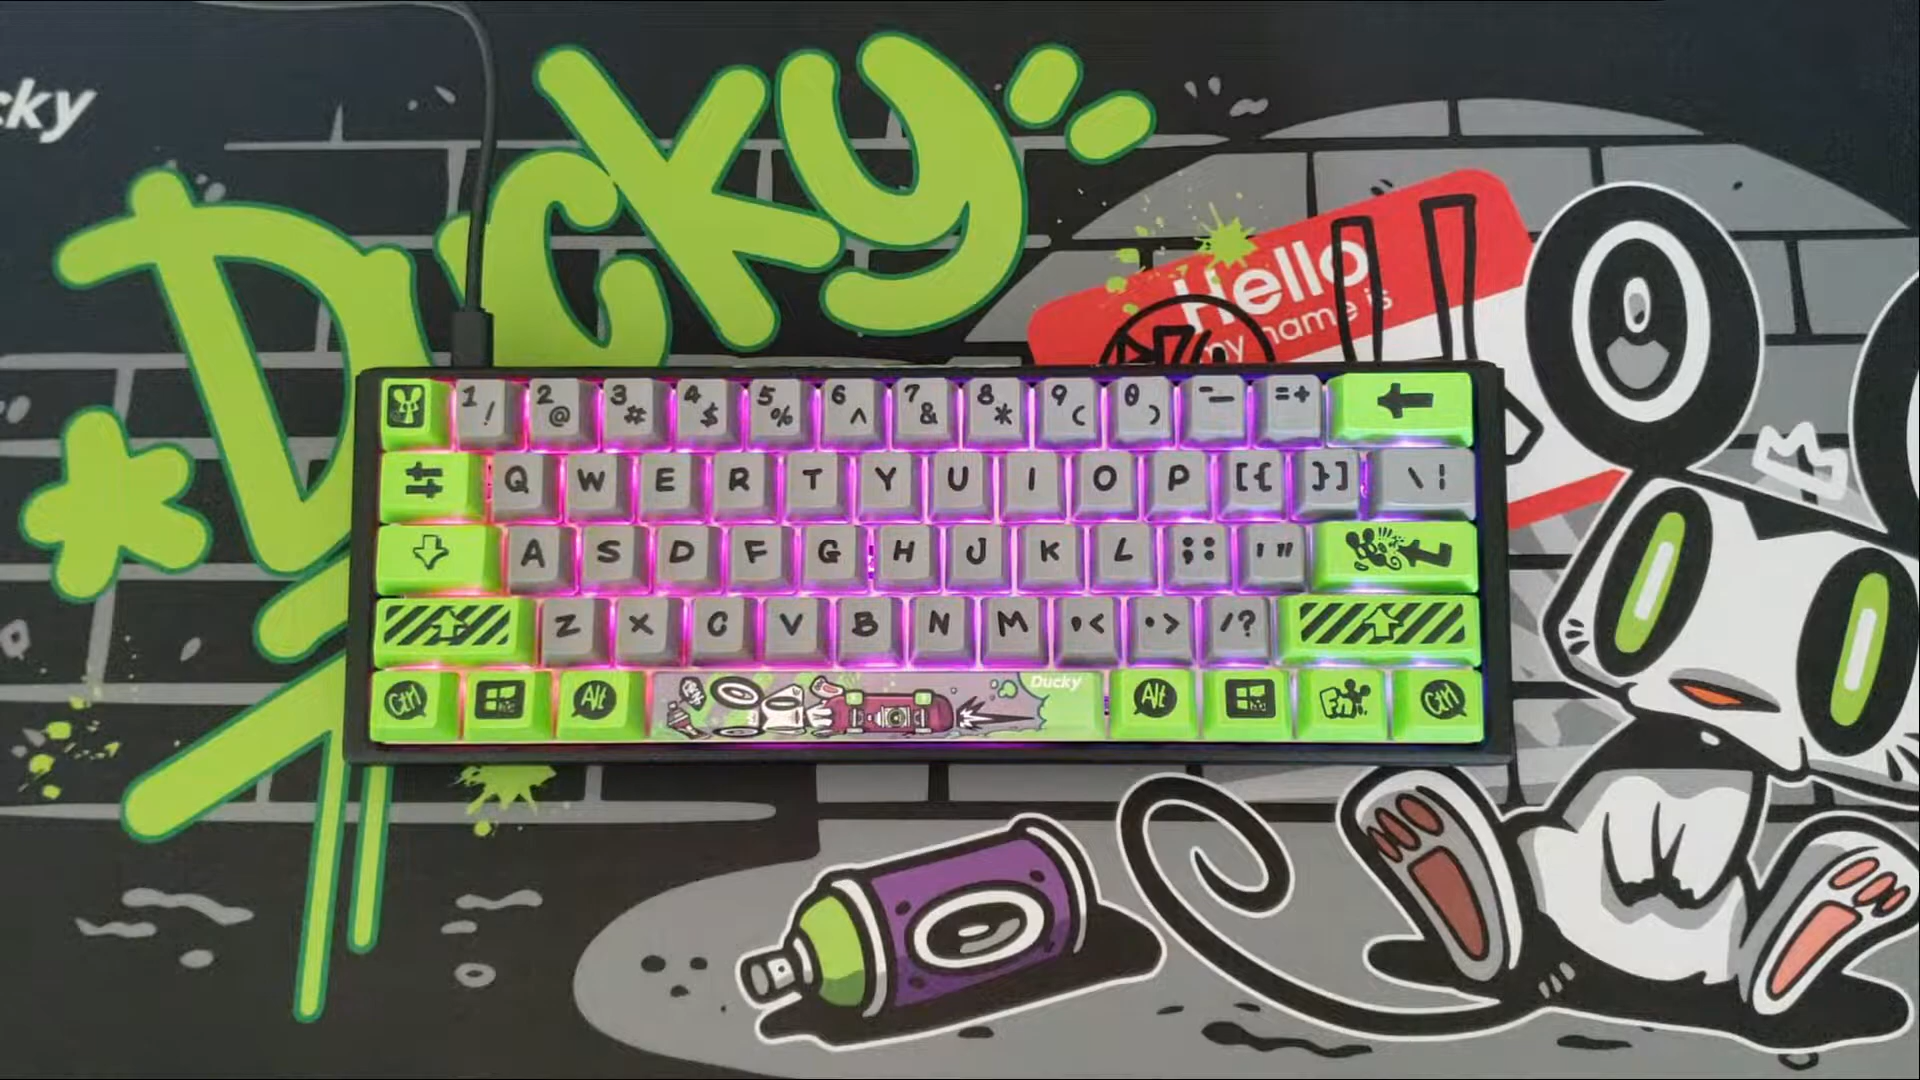 cky
Ducky
Hello
my name is
1 ! 2 @ 3 # 4 $ 5 % 6 ^ 7 & 8 * 9 ( 0 ) - _ = +
Q W E R T Y U I O P [ { } ] \ |
A S D F G H J K L ; : ' "
Z X C V B N M , < . > / ?
Ctrl Alt Ducky Alt Fn Ctrl